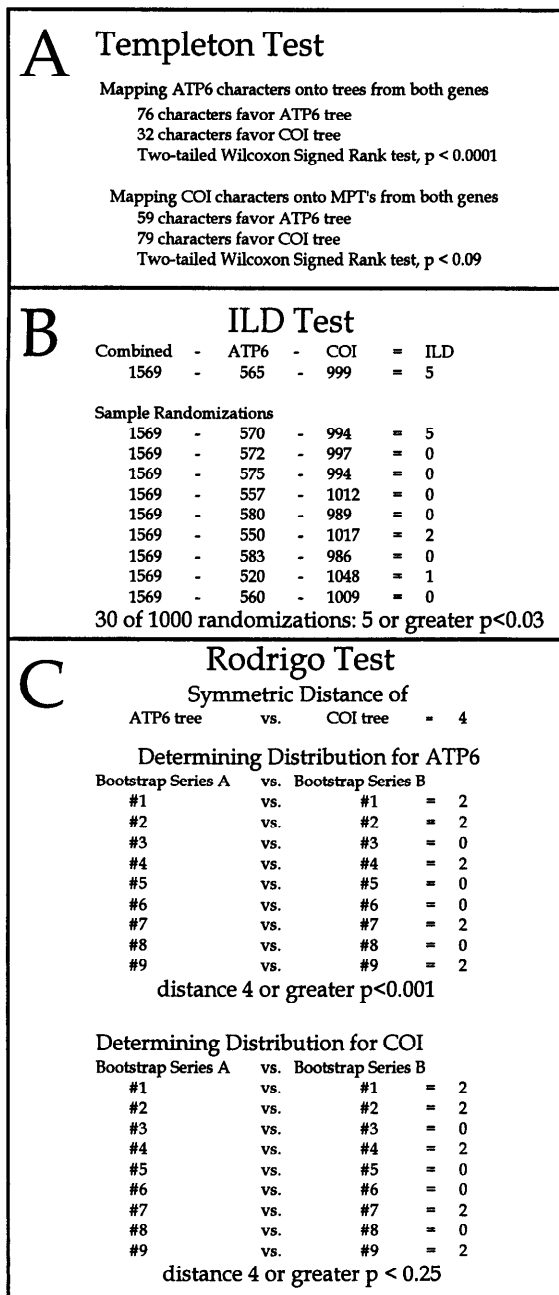 A Templeton Test
Mapping ATP6 characters onto trees from both genes
76 characters favor ATP6 tree
32 characters favor COI tree
Two-tailed Wilcoxon Signed Rank test, p < 0.0001
Mapping COI characters onto MPT's from both genes
59 characters favor ATP6 tree
79 characters favor COI tree
Two-tailed Wilcoxon Signed Rank test, p < 0.09
B ILD Test
Combined - ATP6 - COI = ILD
1569 - 565 - 999 = 5
Sample Randomizations
1569 - 570 - 994 = 5
1569 - 572 - 997 = 0
1569 - 575 - 994 = 0
1569 - 557 - 1012 = 0
1569 - 580 - 989 = 0
1569 - 550 - 1017 = 2
1569 - 583 - 986 = 0
1569 - 520 - 1048 = 1
1569 - 560 - 1009 = 0
30 of 1000 randomizations: 5 or greater p<0.03
C Rodrigo Test
Symmetric Distance of
ATP6 tree vs. COI tree = 4
Determining Distribution for ATP6
Bootstrap Series A vs. Bootstrap Series B
#1 vs. #1 = 2
#2 vs. #2 = 2
#3 vs. #3 = 0
#4 vs. #4 = 2
#5 vs. #5 = 0
#6 vs. #6 = 0
#7 vs. #7 = 2
#8 vs. #8 = 0
#9 vs. #9 = 2
distance 4 or greater p<0.001
Determining Distribution for COI
Bootstrap Series A vs. Bootstrap Series B
#1 vs. #1 = 2
#2 vs. #2 = 2
#3 vs. #3 = 0
#4 vs. #4 = 2
#5 vs. #5 = 0
#6 vs. #6 = 0
#7 vs. #7 = 2
#8 vs. #8 = 0
#9 vs. #9 = 2
distance 4 or greater p < 0.25